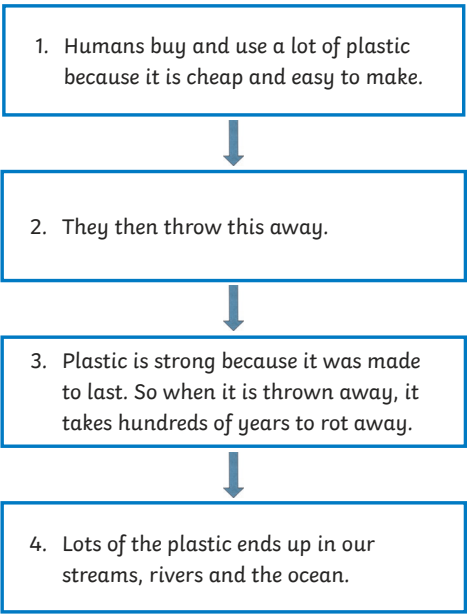 1. Humans buy and use a lot of plastic
because it is cheap and easy to make.
2. They then throw this away.
3. Plastic is strong because it was made
to last. So when it is thrown away, it
takes hundreds of years to rot away.
4. Lots of the plastic ends up in our
streams, rivers and the ocean.